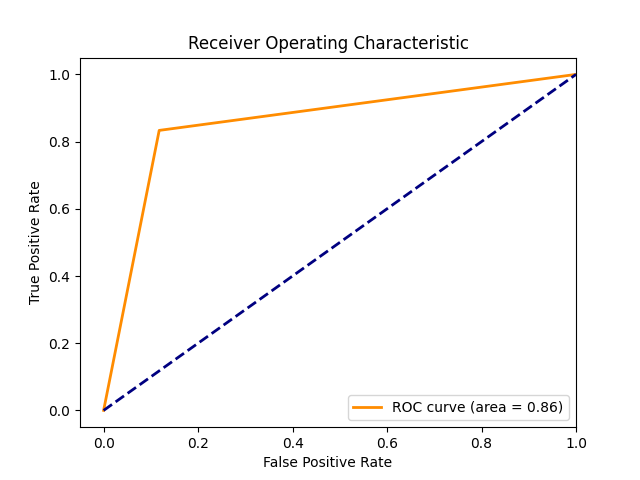 Receiver Operating Characteristic
1.0
0.8
0.6
0.4
0.2
0.0
True Positive Rate
ROC curve (area = 0.86)
0.0 0.2 0.4 0.6 0.8 1.0
False Positive Rate